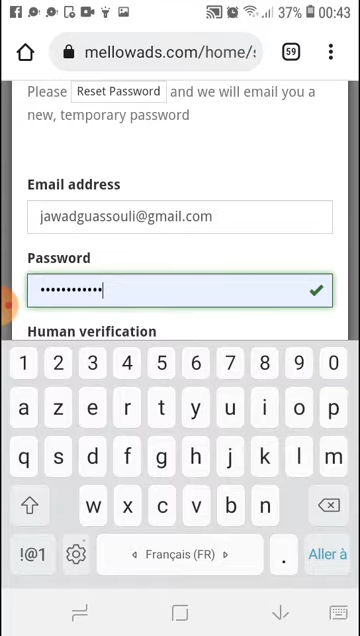 37% 00:43
mellowads.com/home/s
59
Please Reset Password and we will email you a
new, temporary password
Email address
jawadguassouli@gmail.com
Password
••••••••••••
Human verification
1 2 3 4 5 6 7 8 9 0
a z e r t y u i o p
q s d f g h j k l m
w x c v b n
!@1 Français (FR) . Aller à